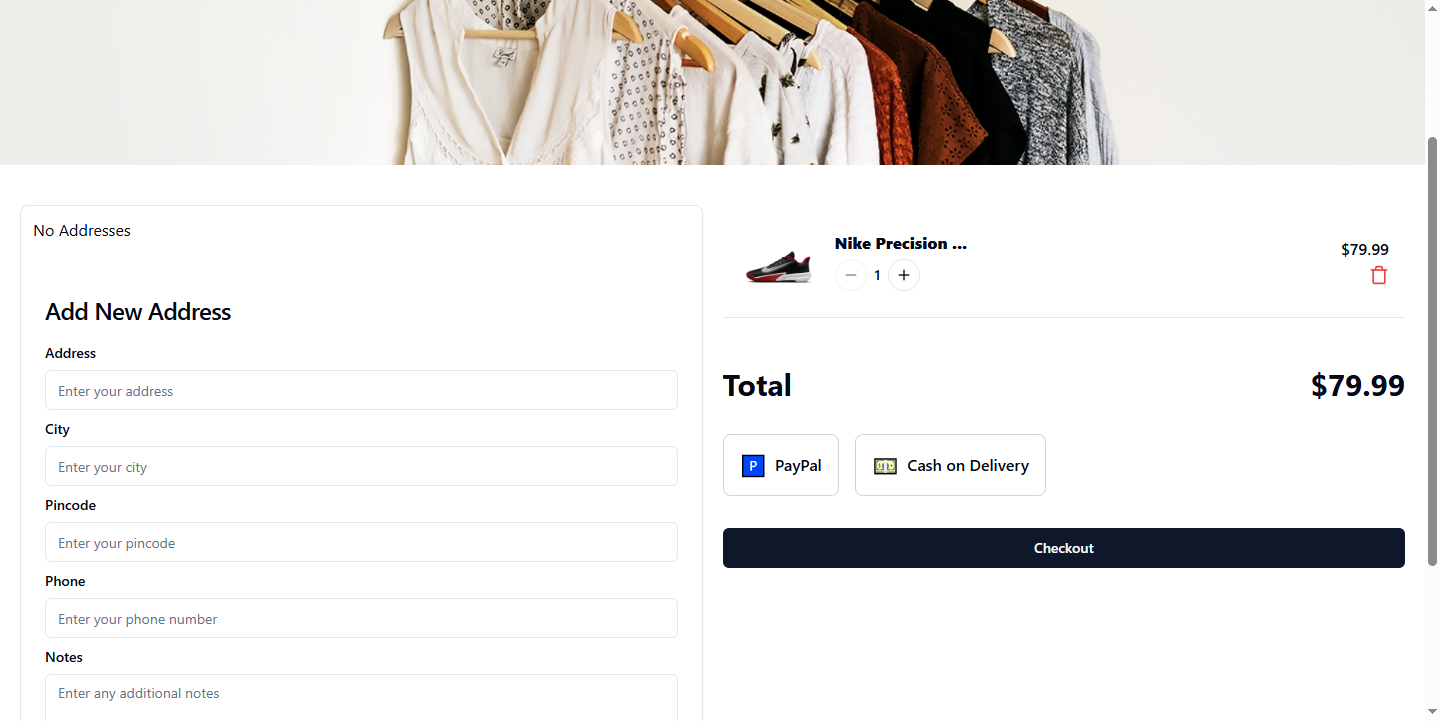 No Addresses
Add New Address
Address
Enter your address
City
Enter your city
Pincode
Enter your pincode
Phone
Enter your phone number
Notes
Enter any additional notes
Nike Precision ...
$79.99
1
Total
$79.99
P PayPal
Cash on Delivery
Checkout